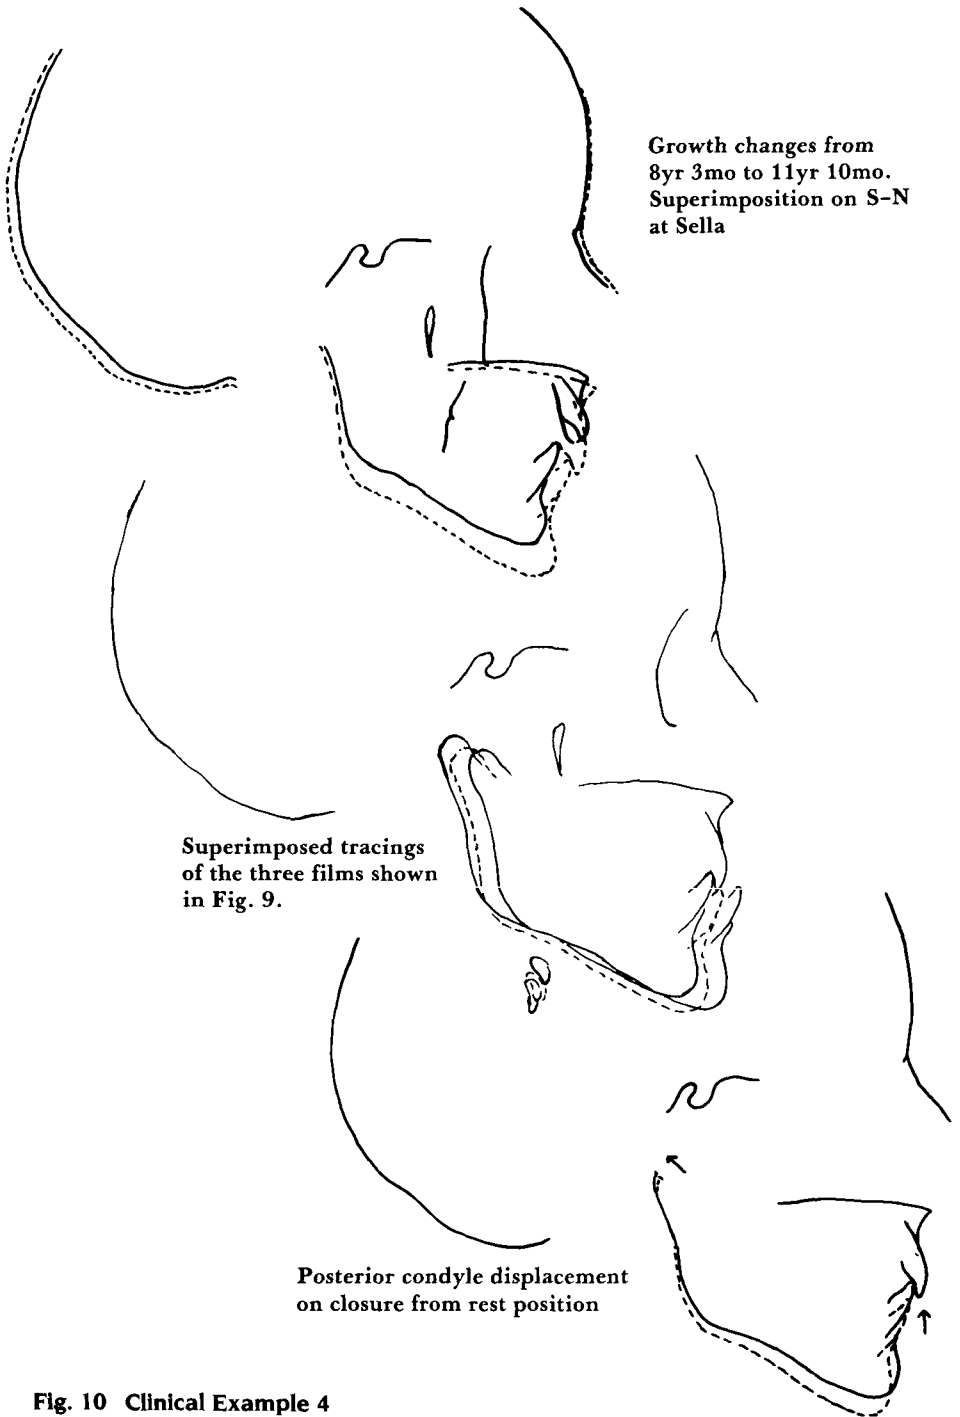 Growth changes from
8yr 3mo to 11yr 10mo.
Superimposition on S-N
at Sella
Superimposed tracings
of the three films shown
in Fig. 9.
Posterior condyle displacement
on closure from rest position
Fig. 10 Clinical Example 4